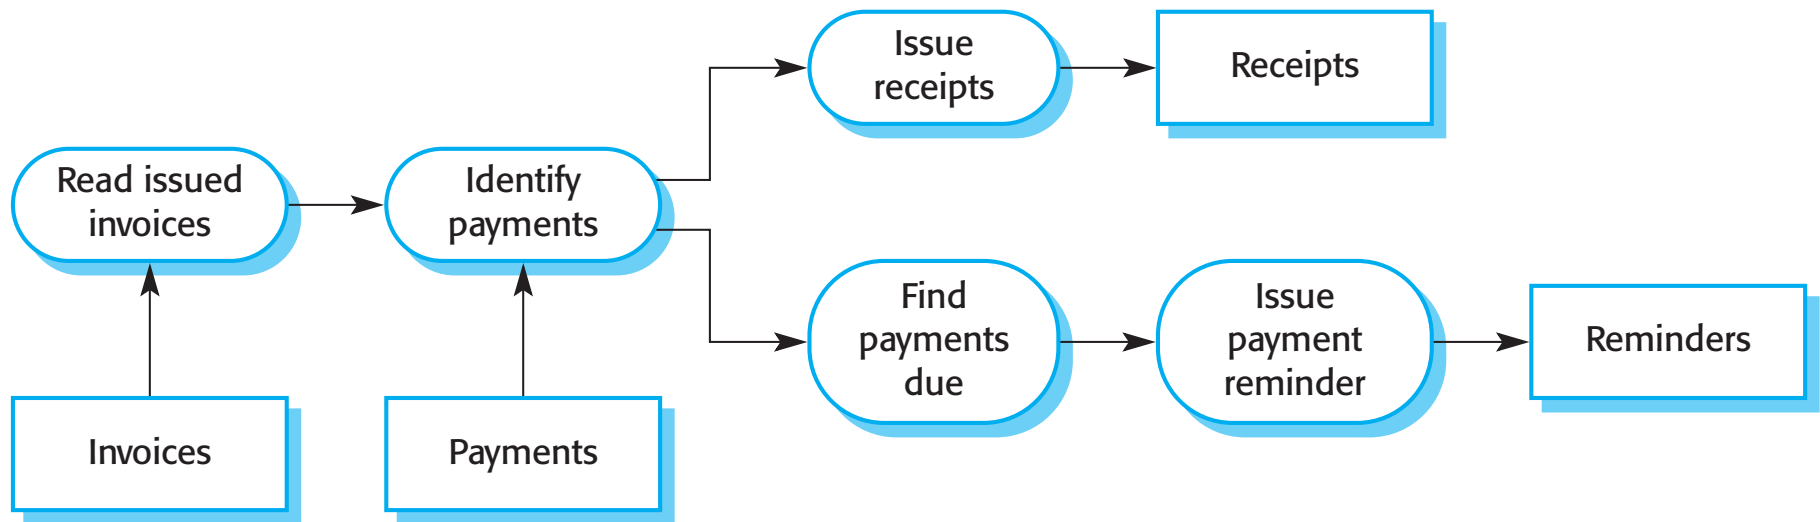 Issue
receipts
Receipts
Read issued
invoices
Identify
payments
Find
payments
due
Issue
payment
reminder
Reminders
Invoices
Payments